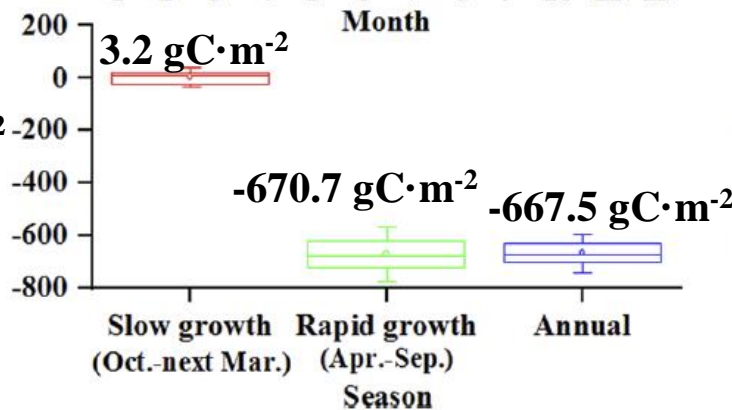 200
Month
3.2 gC·m-2
0
2
-200
-400
-670.7 gC·m-2
-667.5 gC·m-2
-600
-800
Slow growth Rapid growth Annual
(Oct.-next Mar.) (Apr.-Sep.)
Season